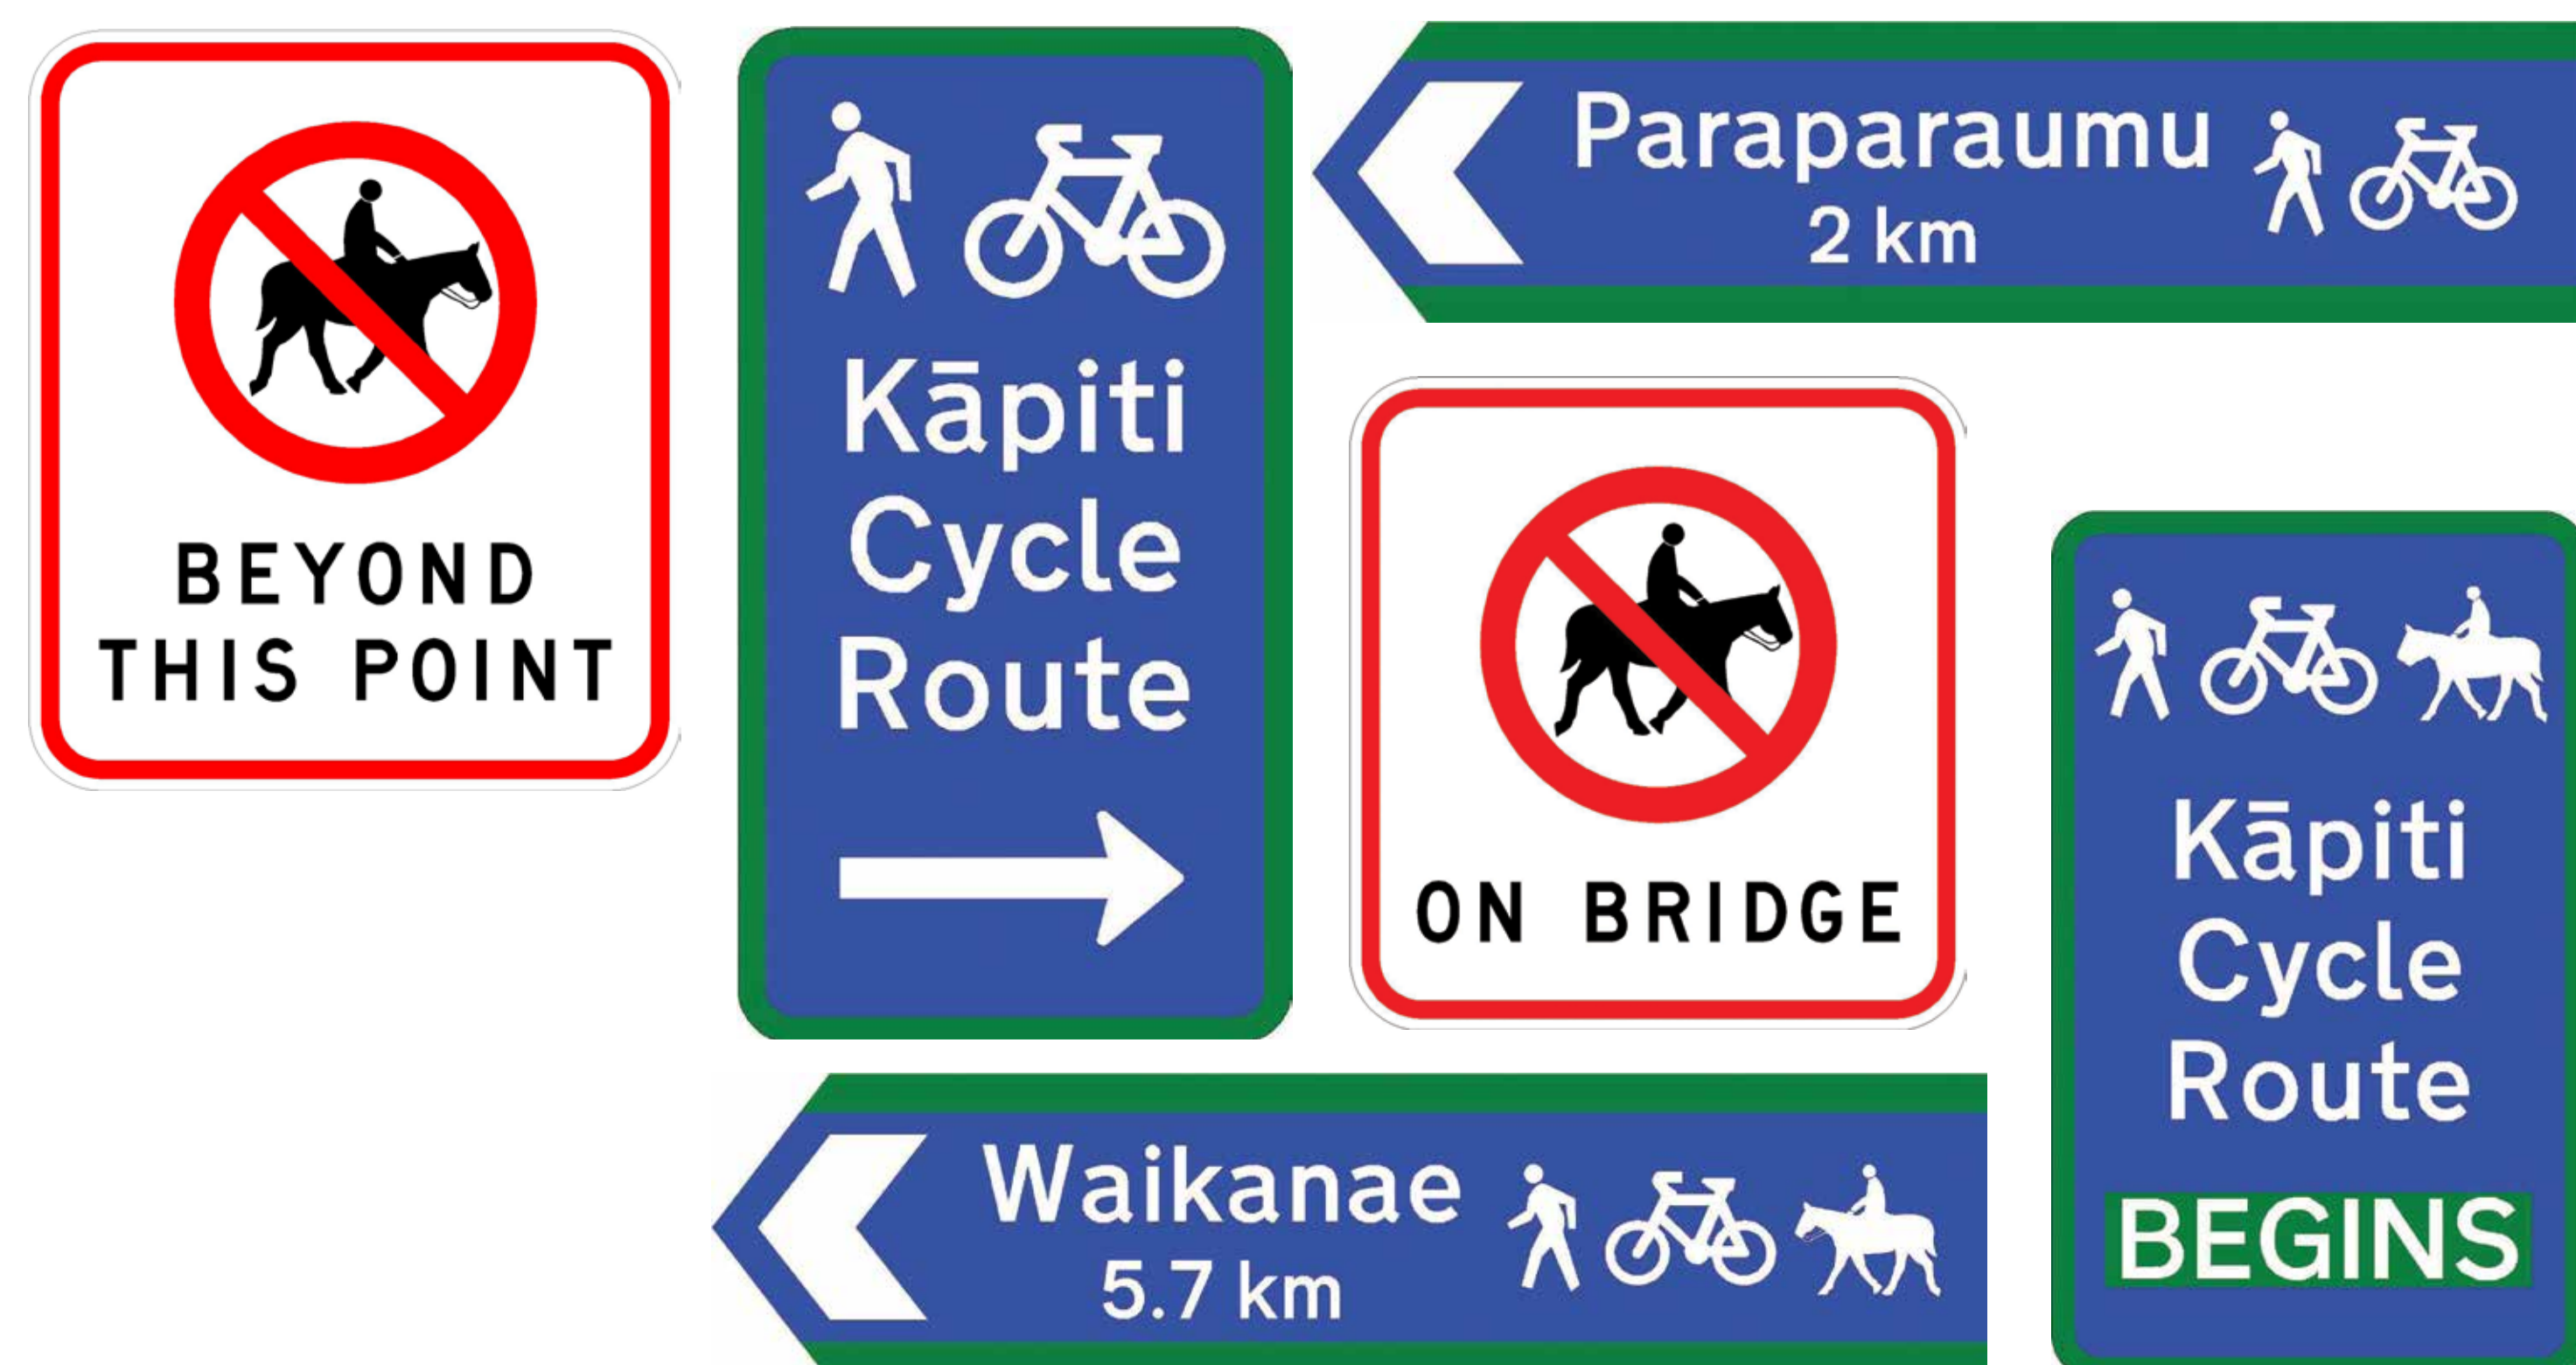 BEYOND
THIS POINT
Kāpiti
Cycle
Route
Paraparaumu
2 km
ON BRIDGE
Kāpiti
Cycle
Route
BEGINS
Waikanae
5.7 km